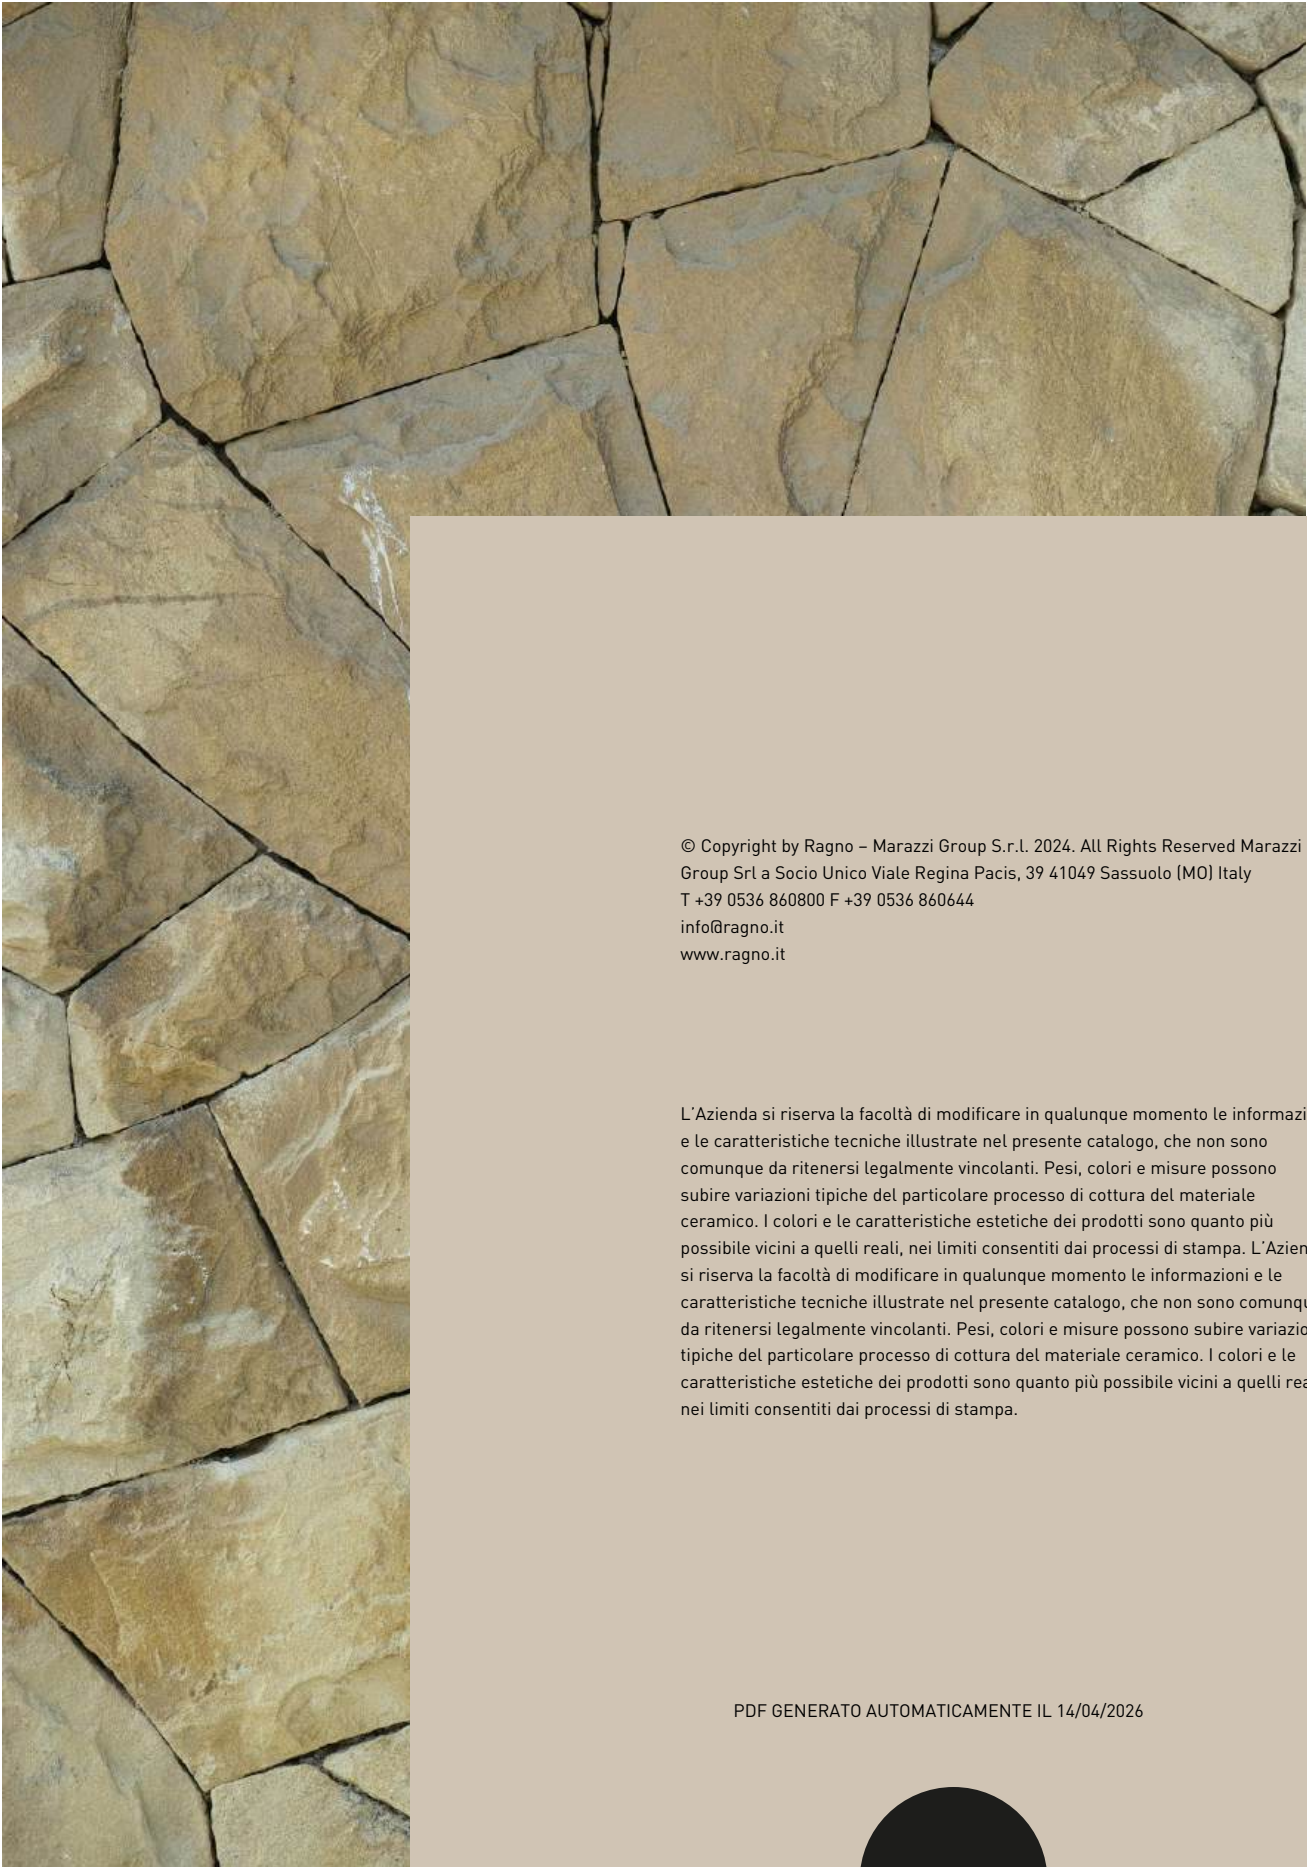 © Copyright by Ragno – Marazzi Group S.r.l. 2024. All Rights Reserved Marazzi
Group Srl a Socio Unico Viale Regina Pacis, 39 41049 Sassuolo (MO) Italy
T +39 0536 860800 F +39 0536 860644
info@ragno.it
www.ragno.it
L'Azienda si riserva la facoltà di modificare in qualunque momento le informazi
e le caratteristiche tecniche illustrate nel presente catalogo, che non sono
comunque da ritenersi legalmente vincolanti. Pesi, colori e misure possono
subire variazioni tipiche del particolare processo di cottura del materiale
ceramico. I colori e le caratteristiche estetiche dei prodotti sono quanto più
possibile vicini a quelli reali, nei limiti consentiti dai processi di stampa. L'Azien
si riserva la facoltà di modificare in qualunque momento le informazioni e le
caratteristiche tecniche illustrate nel presente catalogo, che non sono comunqu
da ritenersi legalmente vincolanti. Pesi, colori e misure possono subire variazio
tipiche del particolare processo di cottura del materiale ceramico. I colori e le
caratteristiche estetiche dei prodotti sono quanto più possibile vicini a quelli rea
nei limiti consentiti dai processi di stampa.
PDF GENERATO AUTOMATICAMENTE IL 14/04/2026